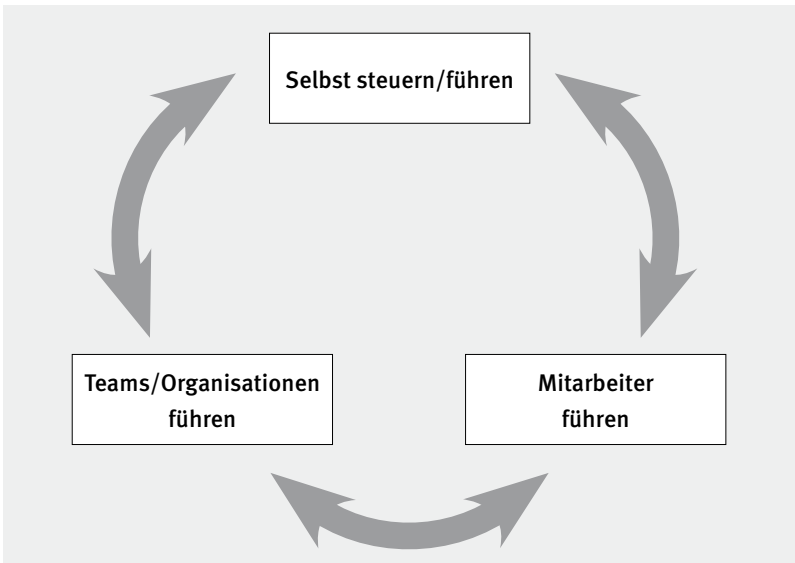 Selbst steuern/führen
Teams/Organisationen
führen
Mitarbeiter
führen